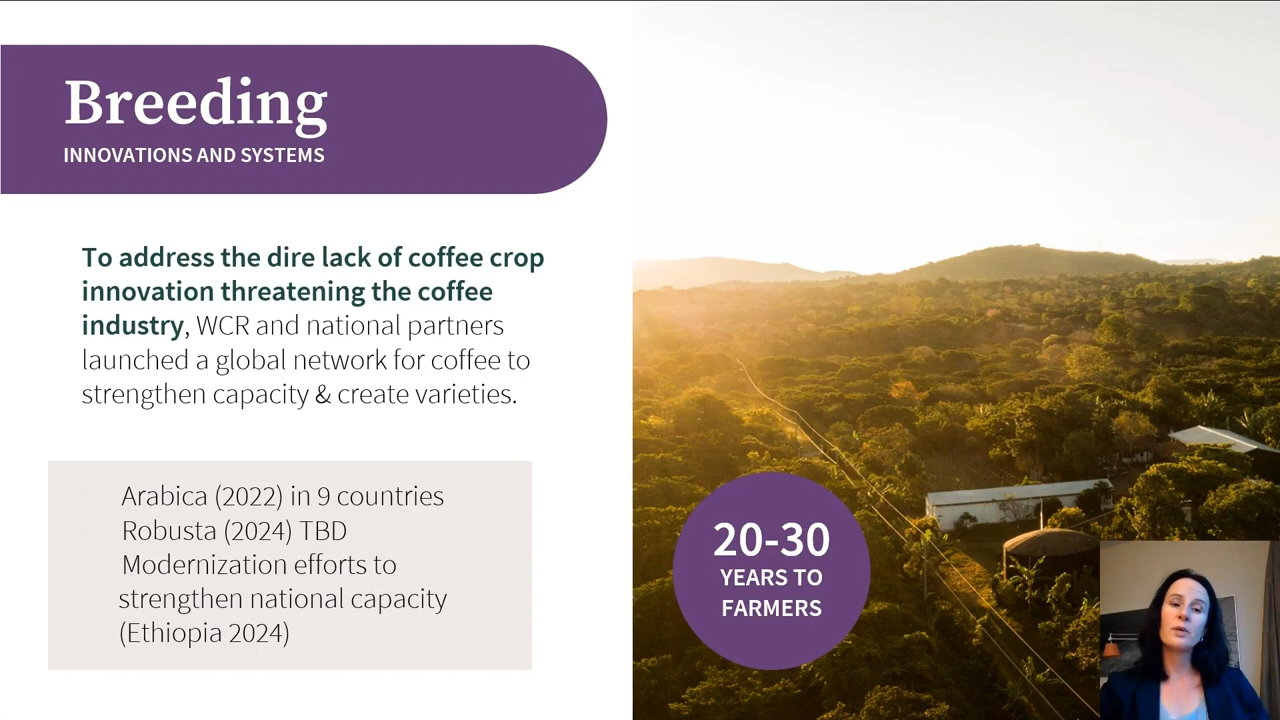 Breeding
INNOVATIONS AND SYSTEMS
To address the dire lack of coffee crop
innovation threatening the coffee
industry, WCR and national partners
launched a global network for coffee to
strengthen capacity & create varieties.
Arabica (2022) in 9 countries
Robusta (2024) TBD
Modernization efforts to
strengthen national capacity
(Ethiopia 2024)
20-30
YEARS TO
FARMERS